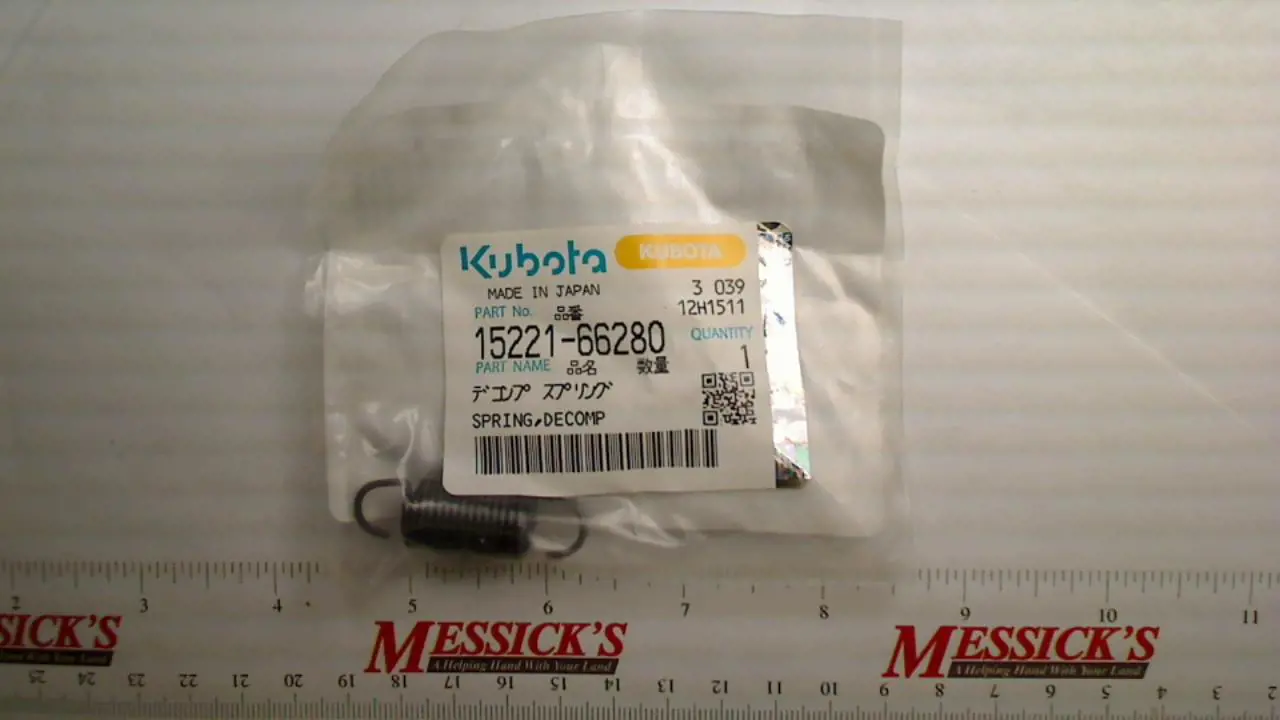 Kubota KUBOTA
MADE IN JAPAN 3 039
PART No. 品番 12H1511
15221-66280 QUANTITY
PART NAME 品名 数量 1
デコンプ スプリング
SPRING,DECOMP
2 3 4 5 6 7 8 9 10 11
SICK'S MESSICK'S MESSICK'S
A Helping Hand With Your Land A Helping Hand With Your Land
25 24 23 22 21 20 19 18 17 16 15 14 13 12 11 10 9 8 7 6 5 4 3 2